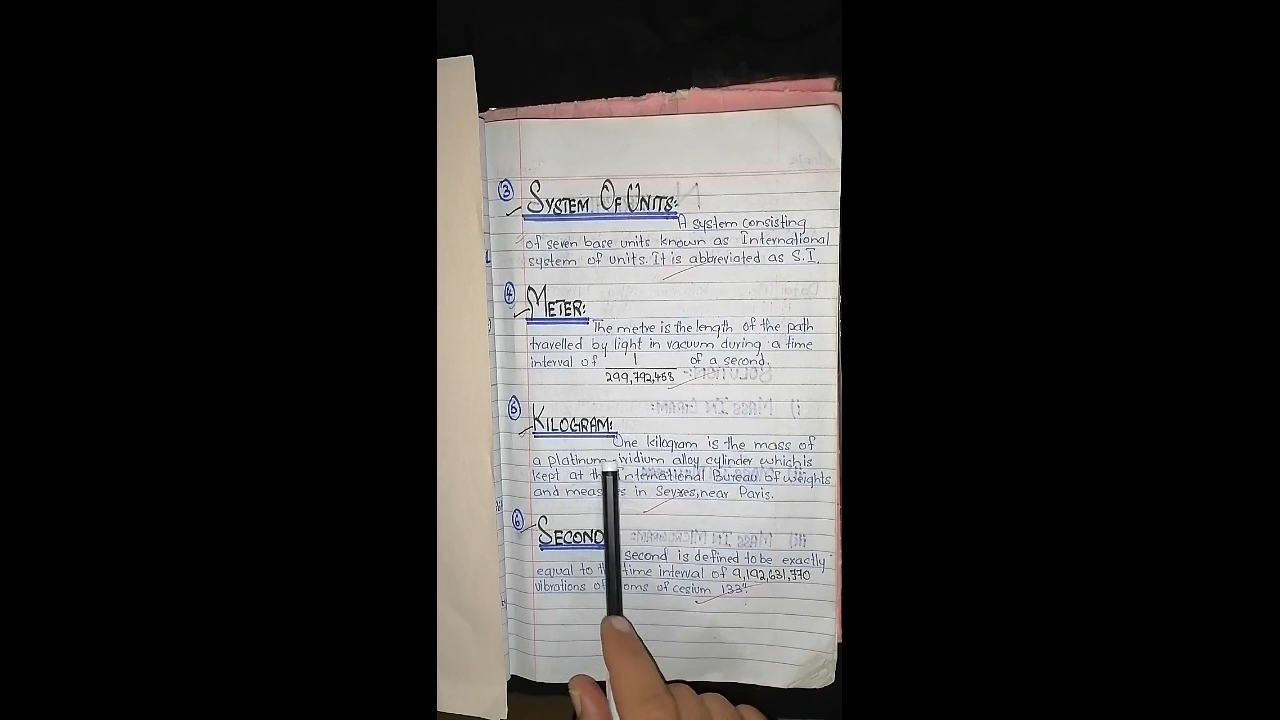 3 SYSTEM OF UNITS:
A system consisting
of seven base units known as International
system of units. It is abbreviated as S.I.
4 METER:
The metre is the length of the path
travelled by light in vacuum during a time
interval of 1 of a second.
299,792,458
5 KILOGRAM:
One kilogram is the mass of
a platinum-iridium alloy cylinder which is
kept at the International Bureau of weights
and measures in Sevres, near Paris.
6 SECOND
second is defined to be exactly
equal to the time interval of 9,192,631,770
vibrations of atoms of cesium 133".